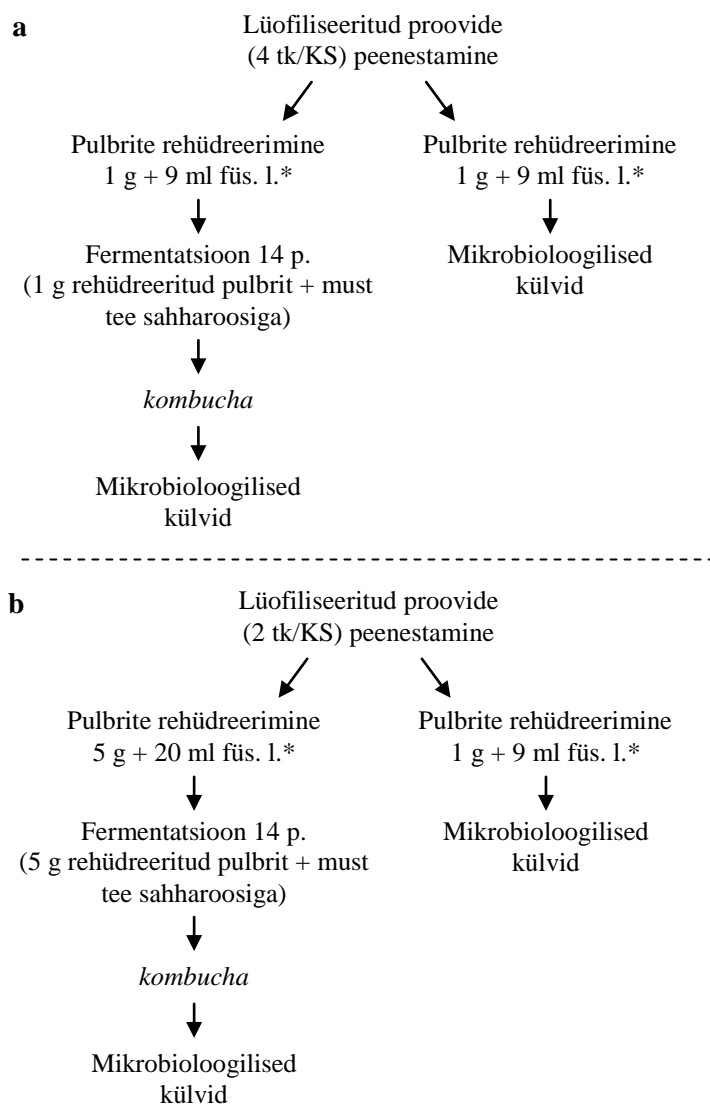 a
Lüofiliseeritud proovide
(4 tk/KS) peenestamine
Pulbrite rehüdreerimine
1 g + 9 ml füs. l.*
Fermentatsioon 14 p.
(1 g rehüdreeritud pulbrit + must
tee sahharoosiga)
kombucha
Mikrobioloogilised
külvid
Pulbrite rehüdreerimine
1 g + 9 ml füs. l.*
Mikrobioloogilised
külvid
b
Lüofiliseeritud proovide
(2 tk/KS) peenestamine
Pulbrite rehüdreerimine
5 g + 20 ml füs. l.*
Fermentatsioon 14 p.
(5 g rehüdreeritud pulbrit + must
tee sahharoosiga)
kombucha
Mikrobioloogilised
külvid
Pulbrite rehüdreerimine
1 g + 9 ml füs. l.*
Mikrobioloogilised
külvid